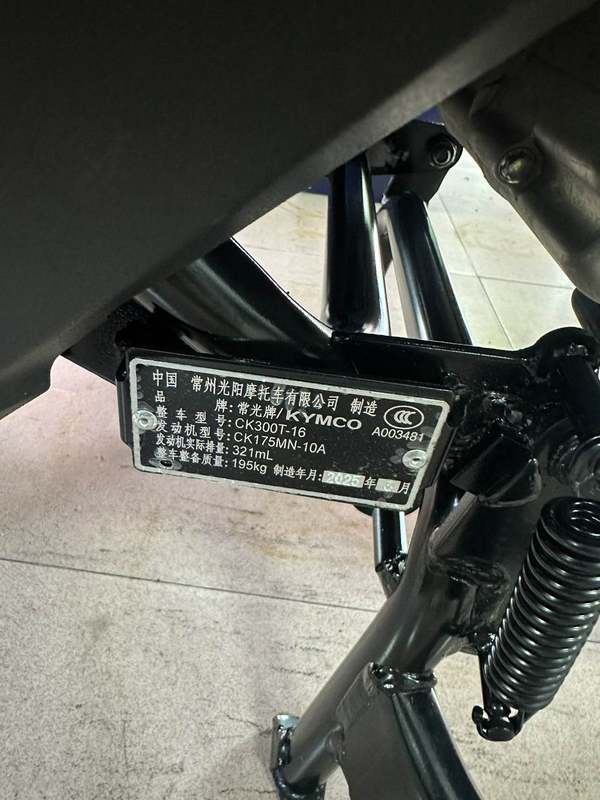 中国 常州光阳摩托车有限公司 制造
品 牌:常光牌/KYMCO
CCC
A003481
整车型号:CK300T-16
发动机型号:CK175MN-10A
发动机实际排量:321mL
整车整备质量:195kg 制造年月:2025年3月